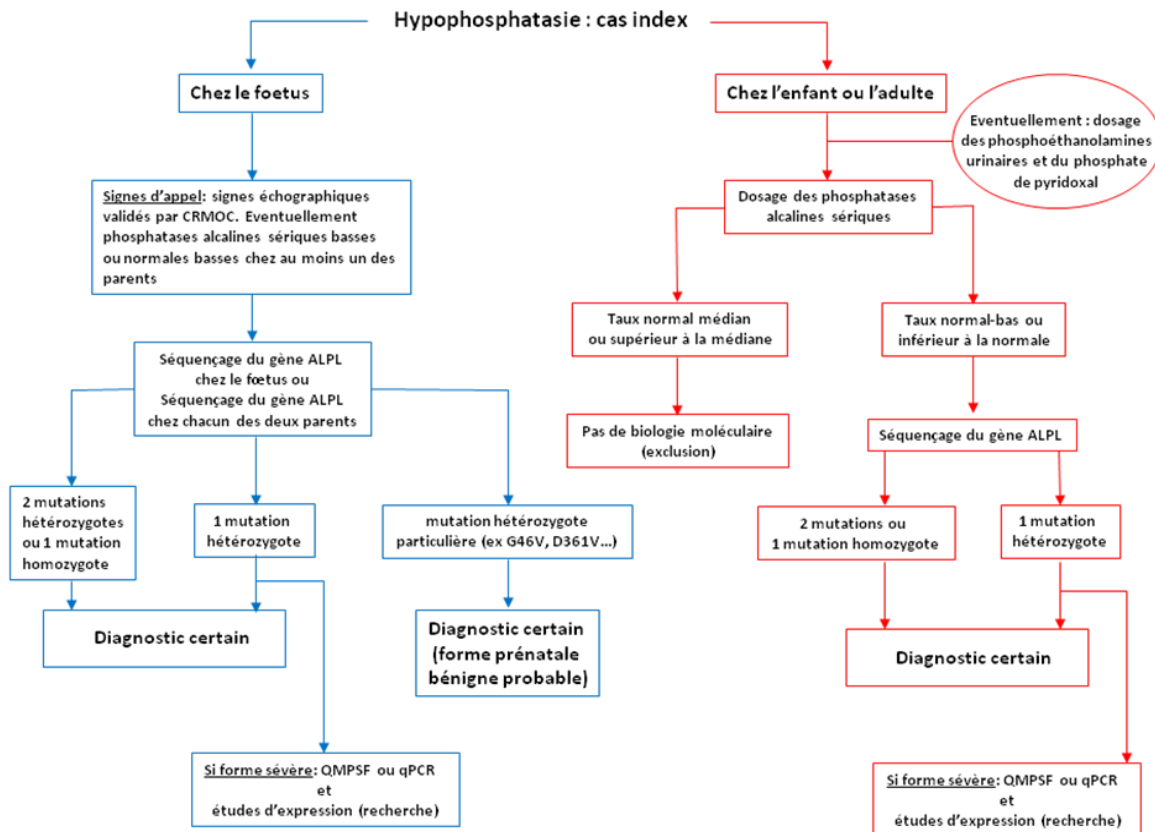 Hypophosphatasie : cas index
Chez le foetus
Signes d'appel: signes échographiques
validés par CRMOC. Eventuellement
phosphatases alcalines sériques basses
ou normales basses chez au moins un des
parents
Séquençage du gène ALPL
chez le fœtus ou
Séquençage du gène ALPL
chez chacun des deux parents
2 mutations
hétérozygotes
ou 1 mutation
homozygote
1 mutation
hétérozygote
mutation hétérozygote
particulière (ex G46V, D361V...)
Diagnostic certain
Diagnostic certain
(forme prénatale
bénigne probable)
Si forme sévère: QMPSF ou qPCR
et
études d'expression (recherche)
Chez l'enfant ou l'adulte
Eventuellement : dosage
des phosphoéthanolamines
urinaires et du phosphate
de pyridoxal
Dosage des phosphatases
alcalines sériques
Taux normal médian
ou supérieur à la médiane
Taux normal-bas ou
inférieur à la normale
Pas de biologie moléculaire
(exclusion)
Séquençage du gène ALPL
2 mutations ou
1 mutation homozygote
1 mutation
hétérozygote
Diagnostic certain
Si forme sévère: QMPSF ou qPCR
et
études d'expression (recherche)